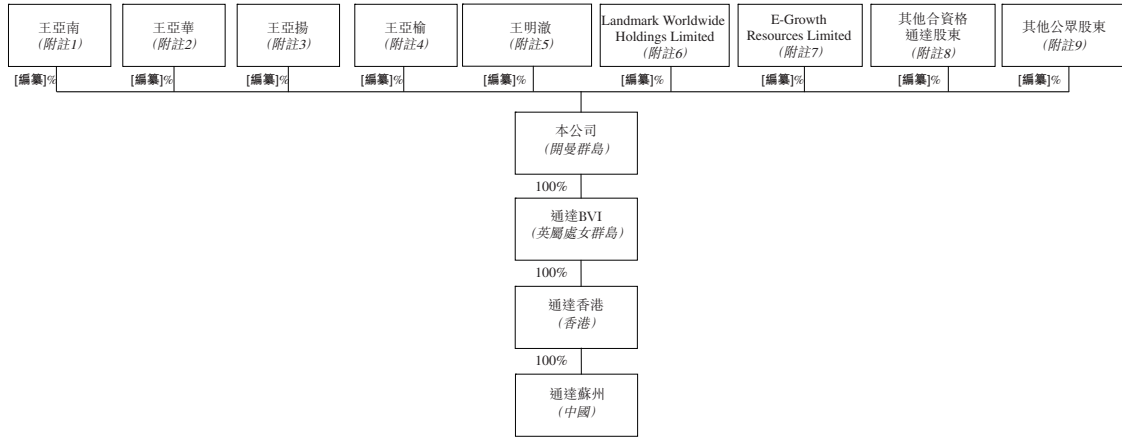 王亞南
(附註1)
王亞華
(附註2)
王亞揚
(附註3)
王亞榆
(附註4)
王明澈
(附註5)
Landmark Worldwide
Holdings Limited
(附註6)
E-Growth
Resources Limited
(附註7)
其他合資格
通達股東
(附註8)
其他公眾股東
(附註9)
[編纂]%
[編纂]%
[編纂]%
[編纂]%
[編纂]%
[編纂]%
[編纂]%
[編纂]%
[編纂]%
本公司
(開曼群島)
100%
通達BVI
(英屬處女群島)
100%
通達香港
(香港)
100%
通達蘇州
(中國)